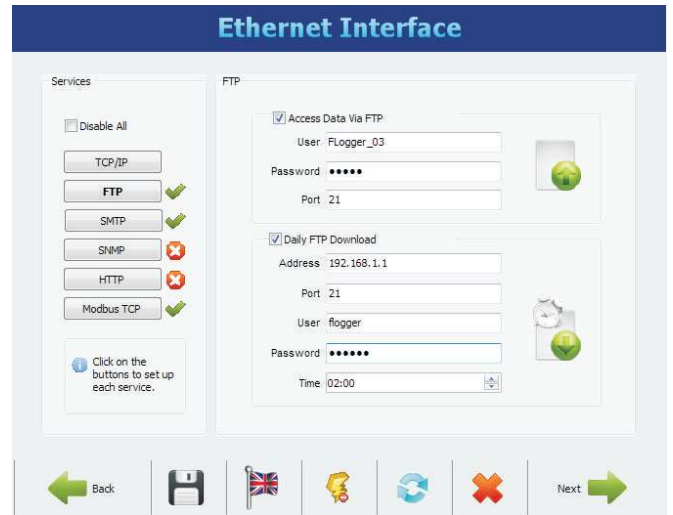 Ethernet Interface
Services
Disable All
TCP/IP
FTP
SMTP
SNMP
HTTP
Modbus TCP
Click on the
buttons to set up
each service.
FTP
Access Data Via FTP
User FLogger_03
Password •••••
Port 21
Daily FTP Download
Address 192.168.1.1
Port 21
User flogger
Password ••••••
Time 02:00
Back
Next